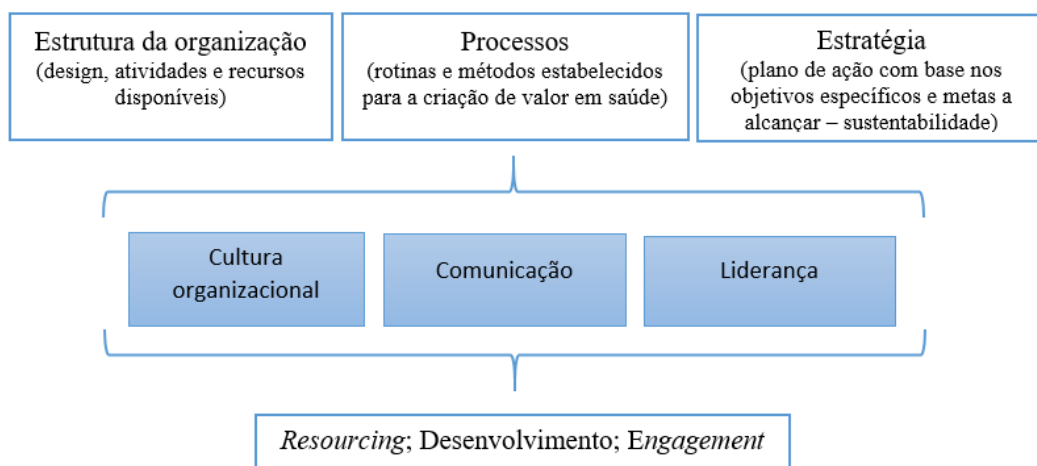 Estrutura da organização
(design, atividades e recursos
disponíveis)
Processos
(rotinas e métodos estabelecidos
para a criação de valor em saúde)
Estratégia
(plano de ação com base nos
objetivos específicos e metas a
alcançar – sustentabilidade)
Cultura
organizacional
Comunicação
Liderança
Resourcing; Desenvolvimento; Engagement